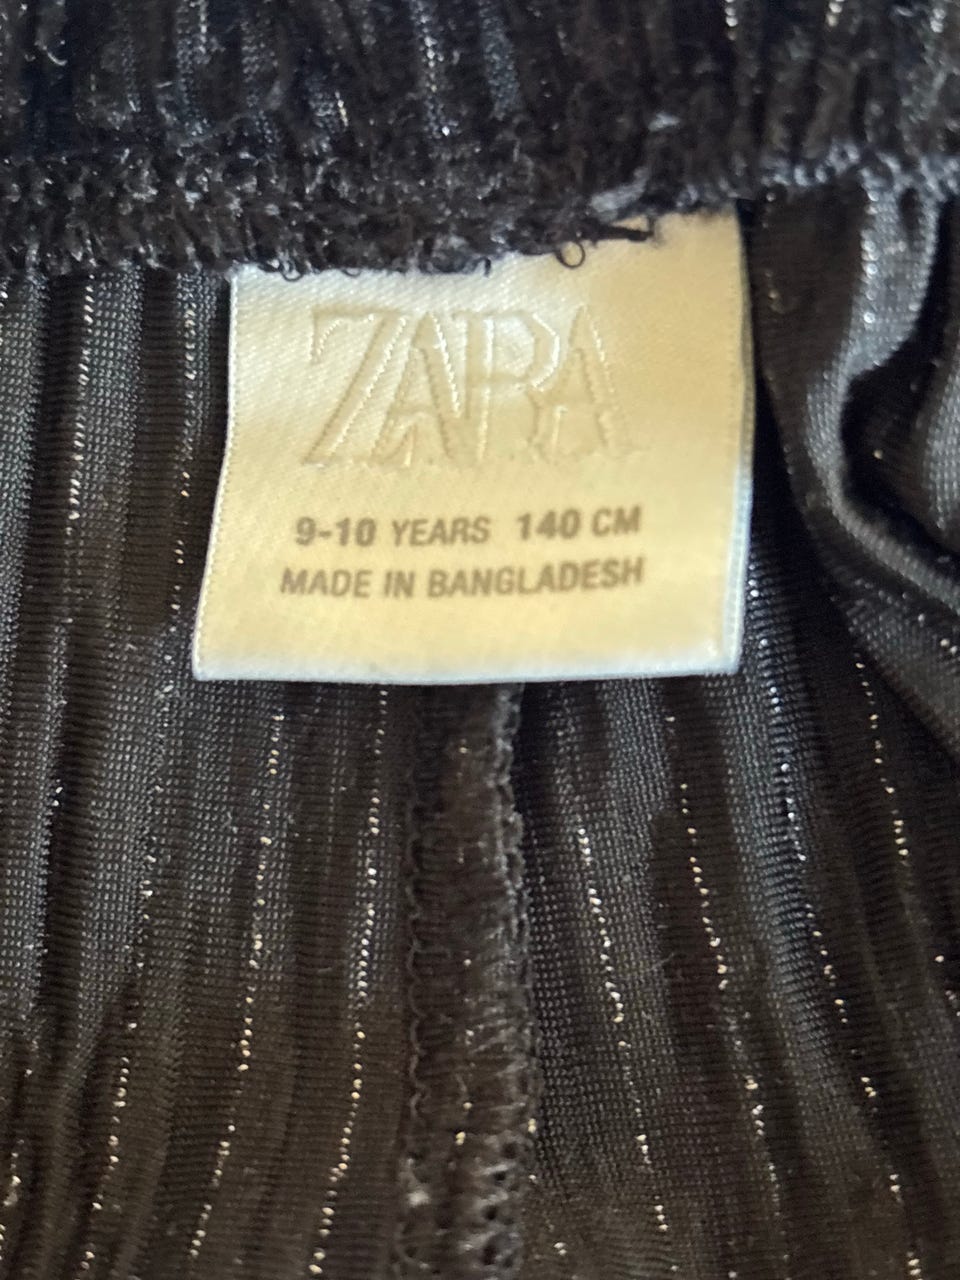 ZARA
9-10 YEARS 140 CM
MADE IN BANGLADESH